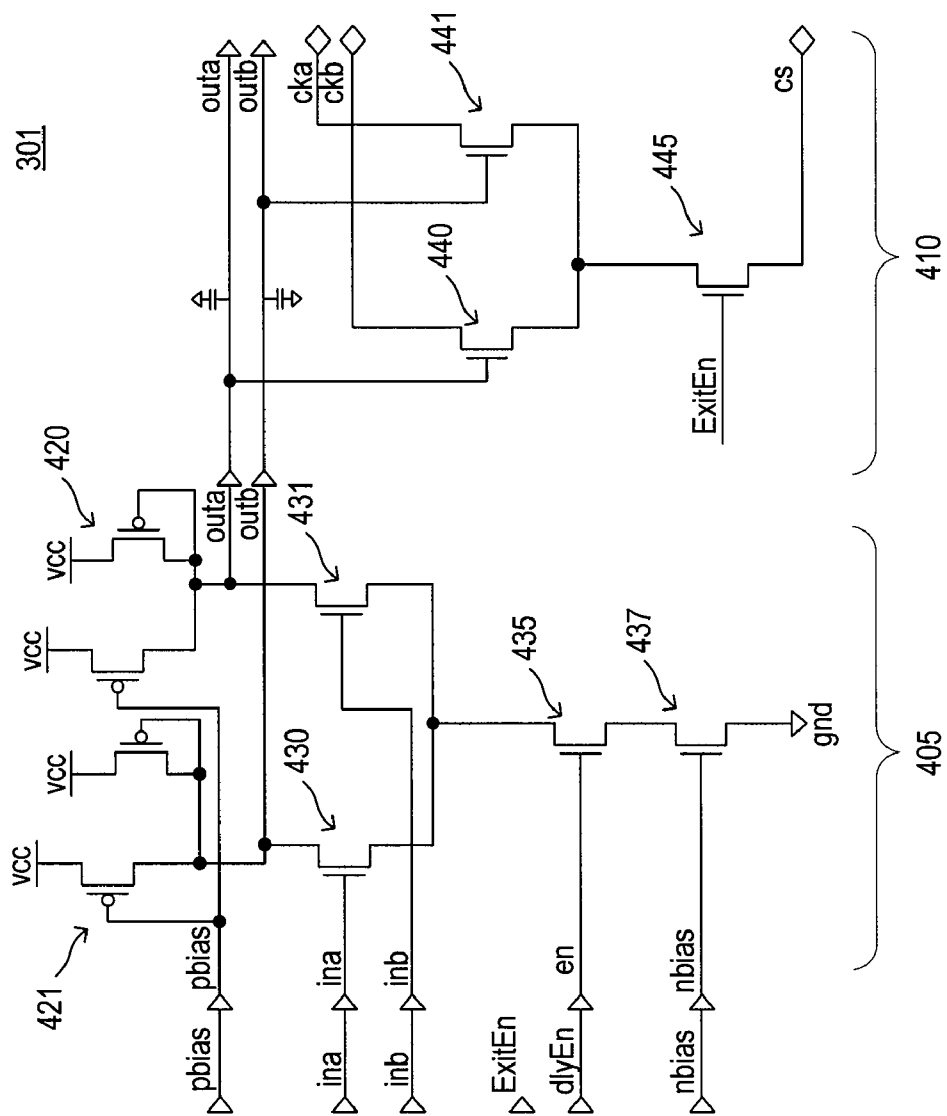 301
vcc
vcc
vcc
vcc
420
421
pbias
pbias
outa
outb
outa
outb
cka
ckb
431
430
441
440
ina
ina
inb
inb
ExitEn
dlyEn
en
435
nbias
nbias
437
gnd
ExitEn
445
cs
405
410